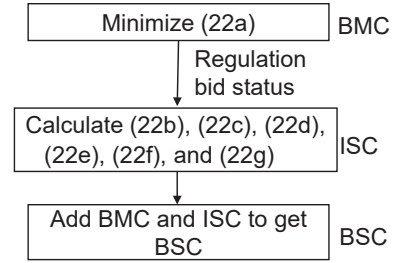 Minimize (22a)
BMC
Regulation
bid status
Calculate (22b), (22c), (22d),
(22e), (22f), and (22g)
ISC
Add BMC and ISC to get
BSC
BSC